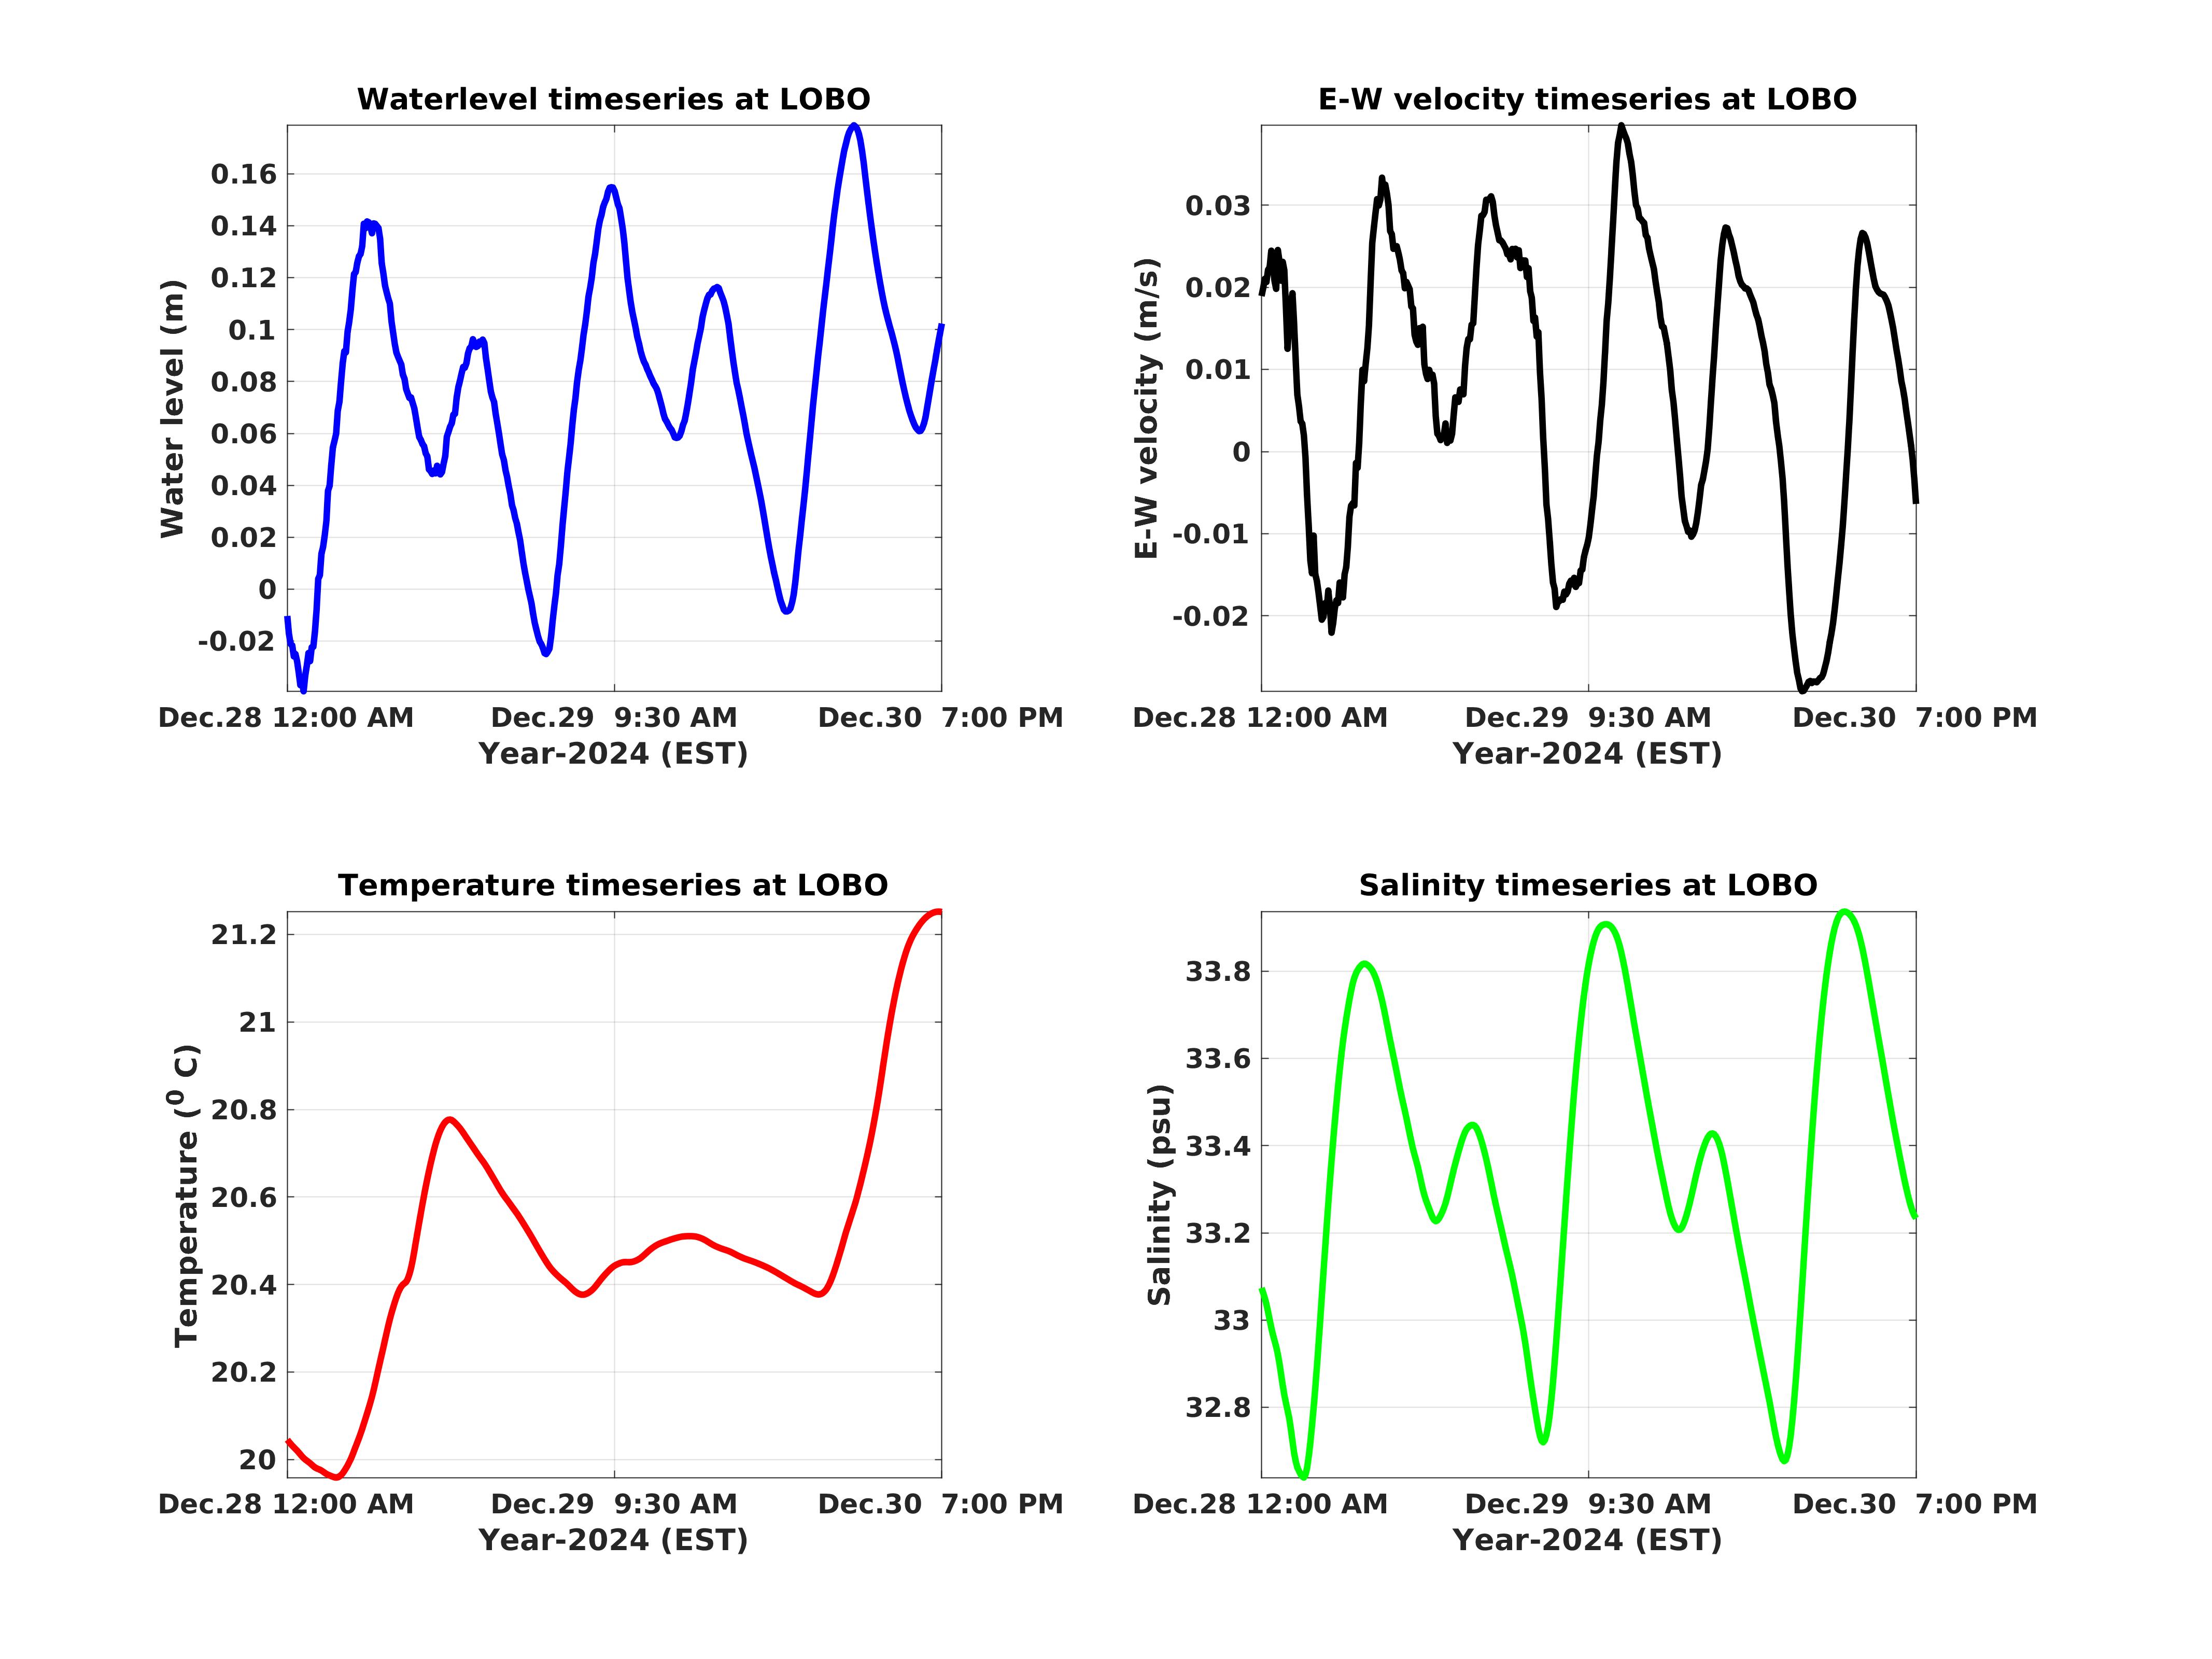 Waterlevel timeseries at LOBO
0.16
0.14
0.12
0.1
0.08
0.06
0.04
0.02
0
-0.02
Water level (m)
Dec.28 12:00 AM Dec.29 9:30 AM Dec.30 7:00 PM
Year-2024 (EST)
E-W velocity timeseries at LOBO
0.03
0.02
0.01
0
-0.01
-0.02
E-W velocity (m/s)
Dec.28 12:00 AM Dec.29 9:30 AM Dec.30 7:00 PM
Year-2024 (EST)
Temperature timeseries at LOBO
21.2
21
20.8
20.6
20.4
20.2
20
Temperature (⁰ C)
Dec.28 12:00 AM Dec.29 9:30 AM Dec.30 7:00 PM
Year-2024 (EST)
Salinity timeseries at LOBO
33.8
33.6
33.4
33.2
33
32.8
Salinity (psu)
Dec.28 12:00 AM Dec.29 9:30 AM Dec.30 7:00 PM
Year-2024 (EST)